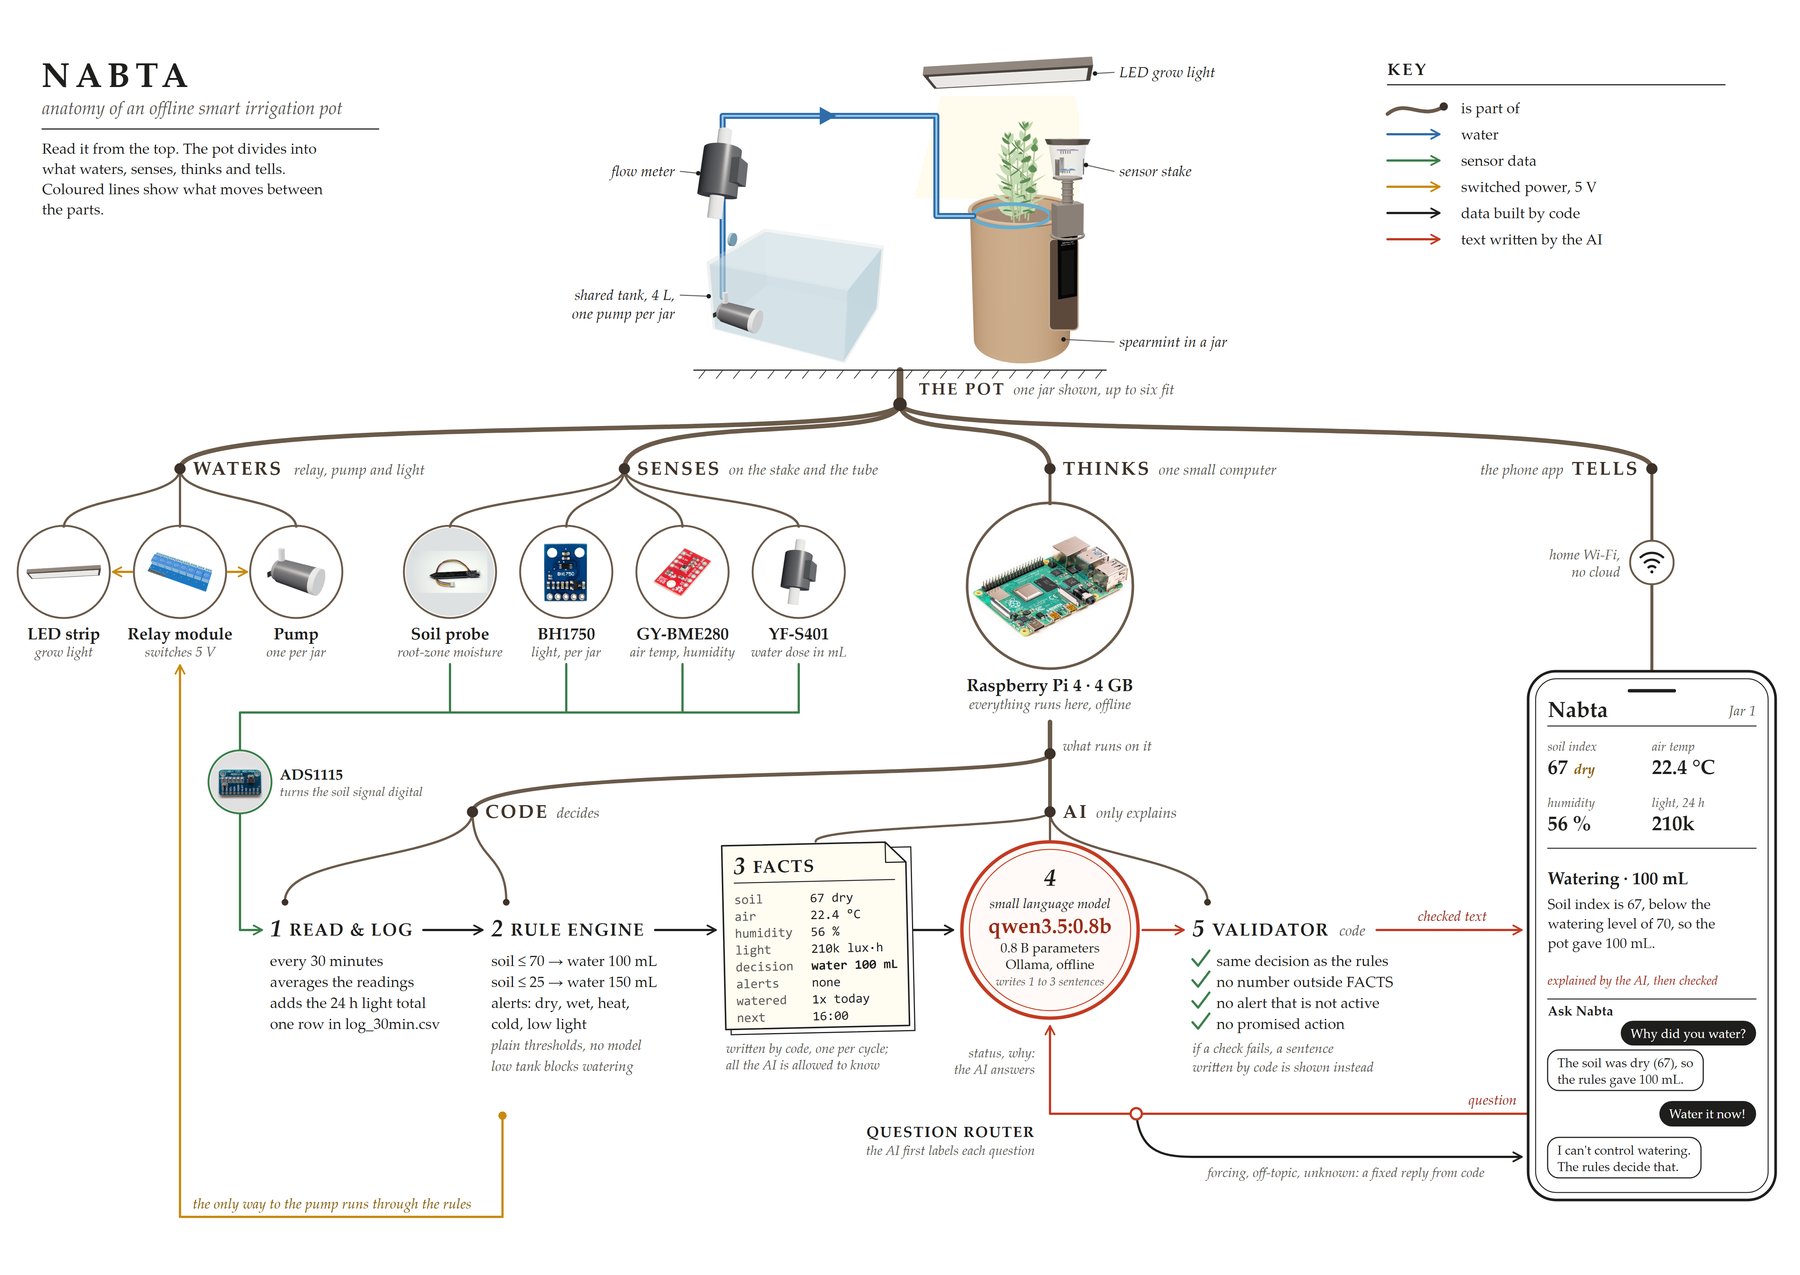 NABTA
anatomy of an offline smart irrigation pot
Read it from the top. The pot divides into
what waters, senses, thinks and tells.
Coloured lines show what moves between
the parts.
LED grow light
flow meter
sensor stake
shared tank, 4 L,
one pump per jar
spearmint in a jar
KEY
is part of
water
sensor data
switched power, 5 V
data built by code
text written by the AI
THE POT one jar shown, up to six fit
WATERS relay, pump and light
SENSES on the stake and the tube
THINKS one small computer
the phone app TELLS
LED strip
grow light
Relay module
switches 5 V
Pump
one per jar
Soil probe
root-zone moisture
BH1750
light, per jar
GY-BME280
air temp, humidity
YF-S401
water dose in mL
Raspberry Pi 4 · 4 GB
everything runs here, offline
home Wi-Fi,
no cloud
what runs on it
ADS1115
turns the soil signal digital
CODE decides
AI only explains
1 READ & LOG
every 30 minutes
averages the readings
adds the 24 h light total
one row in log_30min.csv
2 RULE ENGINE
soil ≤ 70 → water 100 mL
soil ≤ 25 → water 150 mL
alerts: dry, wet, heat,
cold, low light
plain thresholds, no model
low tank blocks watering
3 FACTS
soil 67 dry
air 22.4 °C
humidity 56 %
light 210k lux·h
decision water 100 mL
alerts none
watered 1x today
next 16:00
written by code, one per cycle;
all the AI is allowed to know
4
small language model
qwen3.5:0.8b
0.8 B parameters
Ollama, offline
writes 1 to 3 sentences
5 VALIDATOR code
same decision as the rules
no number outside FACTS
no alert that is not active
no promised action
if a check fails, a sentence
written by code is shown instead
checked text
status, why:
the AI answers
question
QUESTION ROUTER
the AI first labels each question
forcing, off-topic, unknown: a fixed reply from code
the only way to the pump runs through the rules
Nabta Jar 1
soil index air temp
67 dry 22.4 °C
humidity light, 24 h
56 % 210k
Watering · 100 mL
Soil index is 67, below the
watering level of 70, so the
pot gave 100 mL.
explained by the AI, then checked
Ask Nabta
Why did you water?
The soil was dry (67), so
the rules gave 100 mL.
Water it now!
I can't control watering.
The rules decide that.